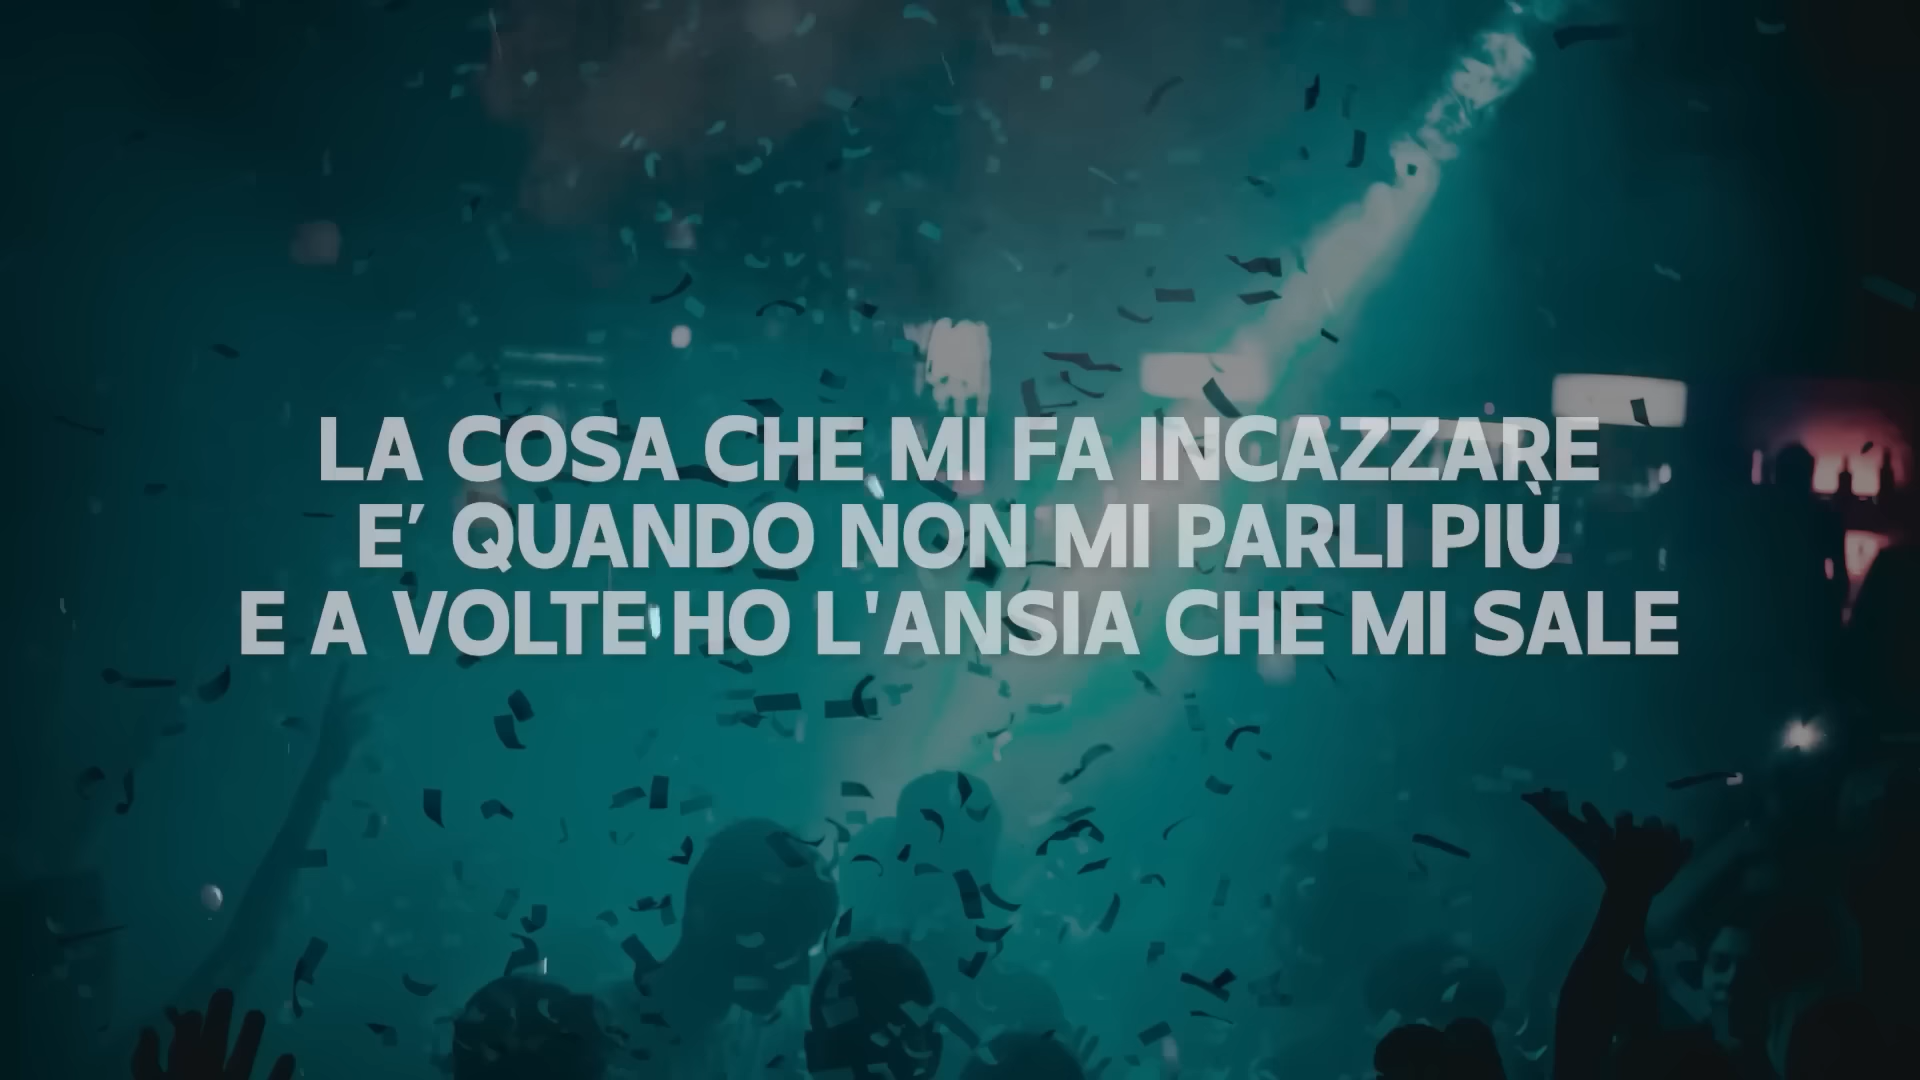 LA COSA CHE MI FA INCAZZARE
E’ QUANDO NON MI PARLI PIÙ
E A VOLTE HO L'ANSIA CHE MI SALE